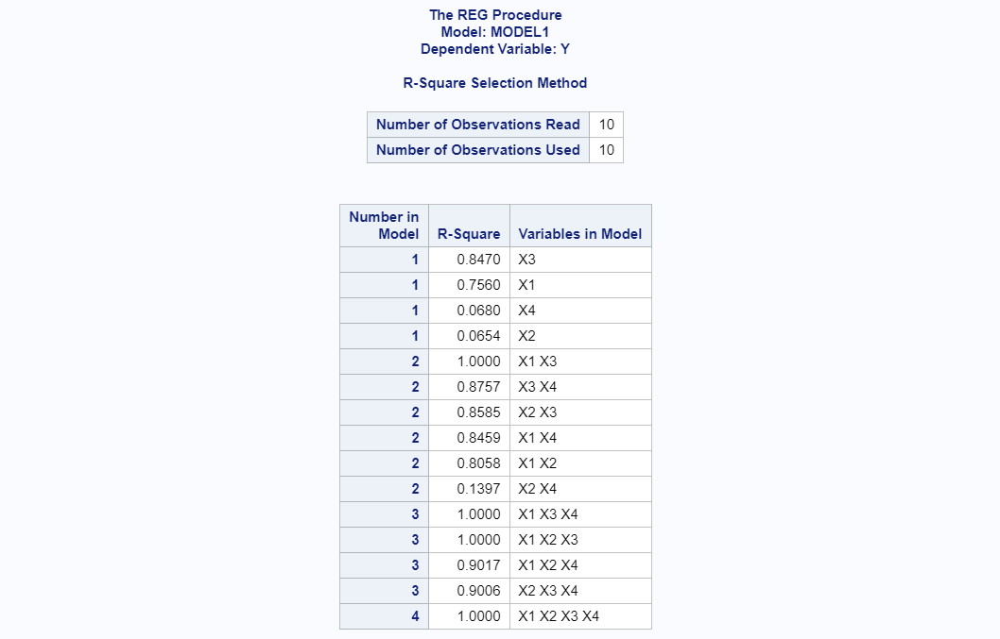 The REG Procedure
Model: MODEL1
Dependent Variable: Y
R-Square Selection Method
Number of Observations Read 10
Number of Observations Used 10
Number in
Model R-Square Variables in Model
1 0.8470 X3
1 0.7560 X1
1 0.0680 X4
1 0.0654 X2
2 1.0000 X1 X3
2 0.8757 X3 X4
2 0.8585 X2 X3
2 0.8459 X1 X4
2 0.8058 X1 X2
2 0.1397 X2 X4
3 1.0000 X1 X3 X4
3 1.0000 X1 X2 X3
3 0.9017 X1 X2 X4
3 0.9006 X2 X3 X4
4 1.0000 X1 X2 X3 X4